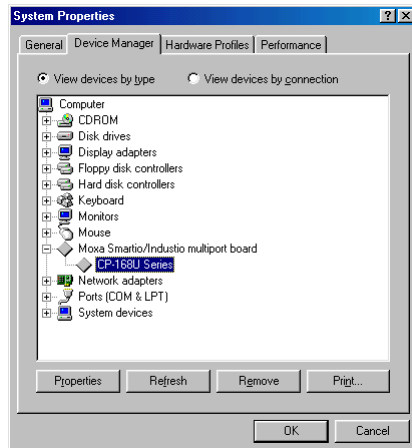 System Properties
General Device Manager Hardware Profiles Performance
View devices by type View devices by connection
Computer
CDROM
Disk drives
Display adapters
Floppy disk controllers
Hard disk controllers
Keyboard
Monitors
Mouse
Moxa Smartio/Industio multiport board
CP-168U Series
Network adapters
Ports (COM & LPT)
System devices
Properties Refresh Remove Print...
OK Cancel